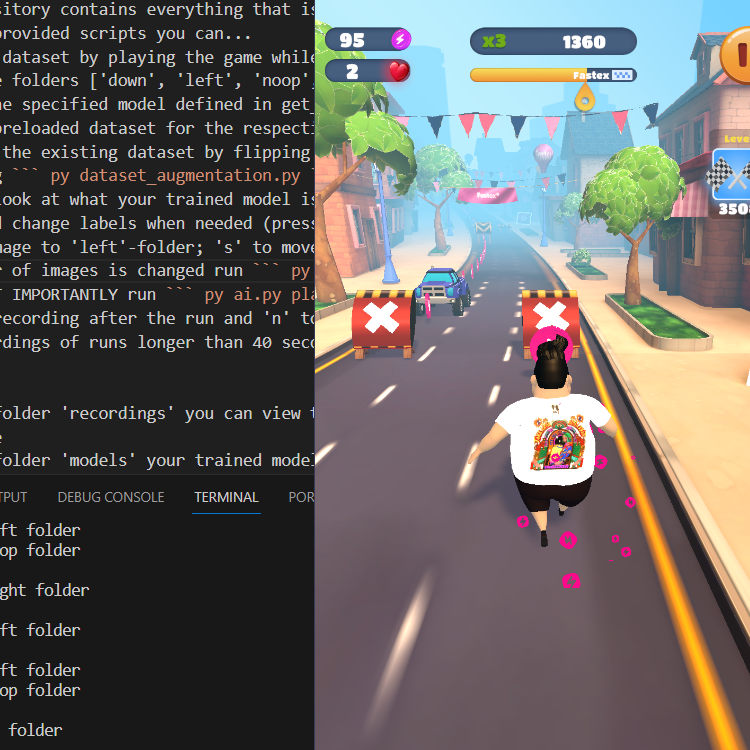 sitory contains everything that is
provided scripts you can...
dataset by playing the game while
e folders ['down', 'left', 'noop'
he specified model defined in get_
preloaded dataset for the respecti
the existing dataset by flipping
g ``` py dataset_augmentation.py `
look at what your trained model is
d change labels when needed (press
mage to 'left'-folder; 's' to move
r of images is changed run ``` py
T IMPORTANTLY run ``` py ai.py pla
recording after the run and 'n' to
rdings of runs longer than 40 seco
folder 'recordings' you can view t
e
folder 'models' your trained model
TPUT DEBUG CONSOLE TERMINAL POR
ft folder
op folder
ght folder
ft folder
ft folder
op folder
folder
95
2
x3 1360
Fastex
Leve
350
Fastex